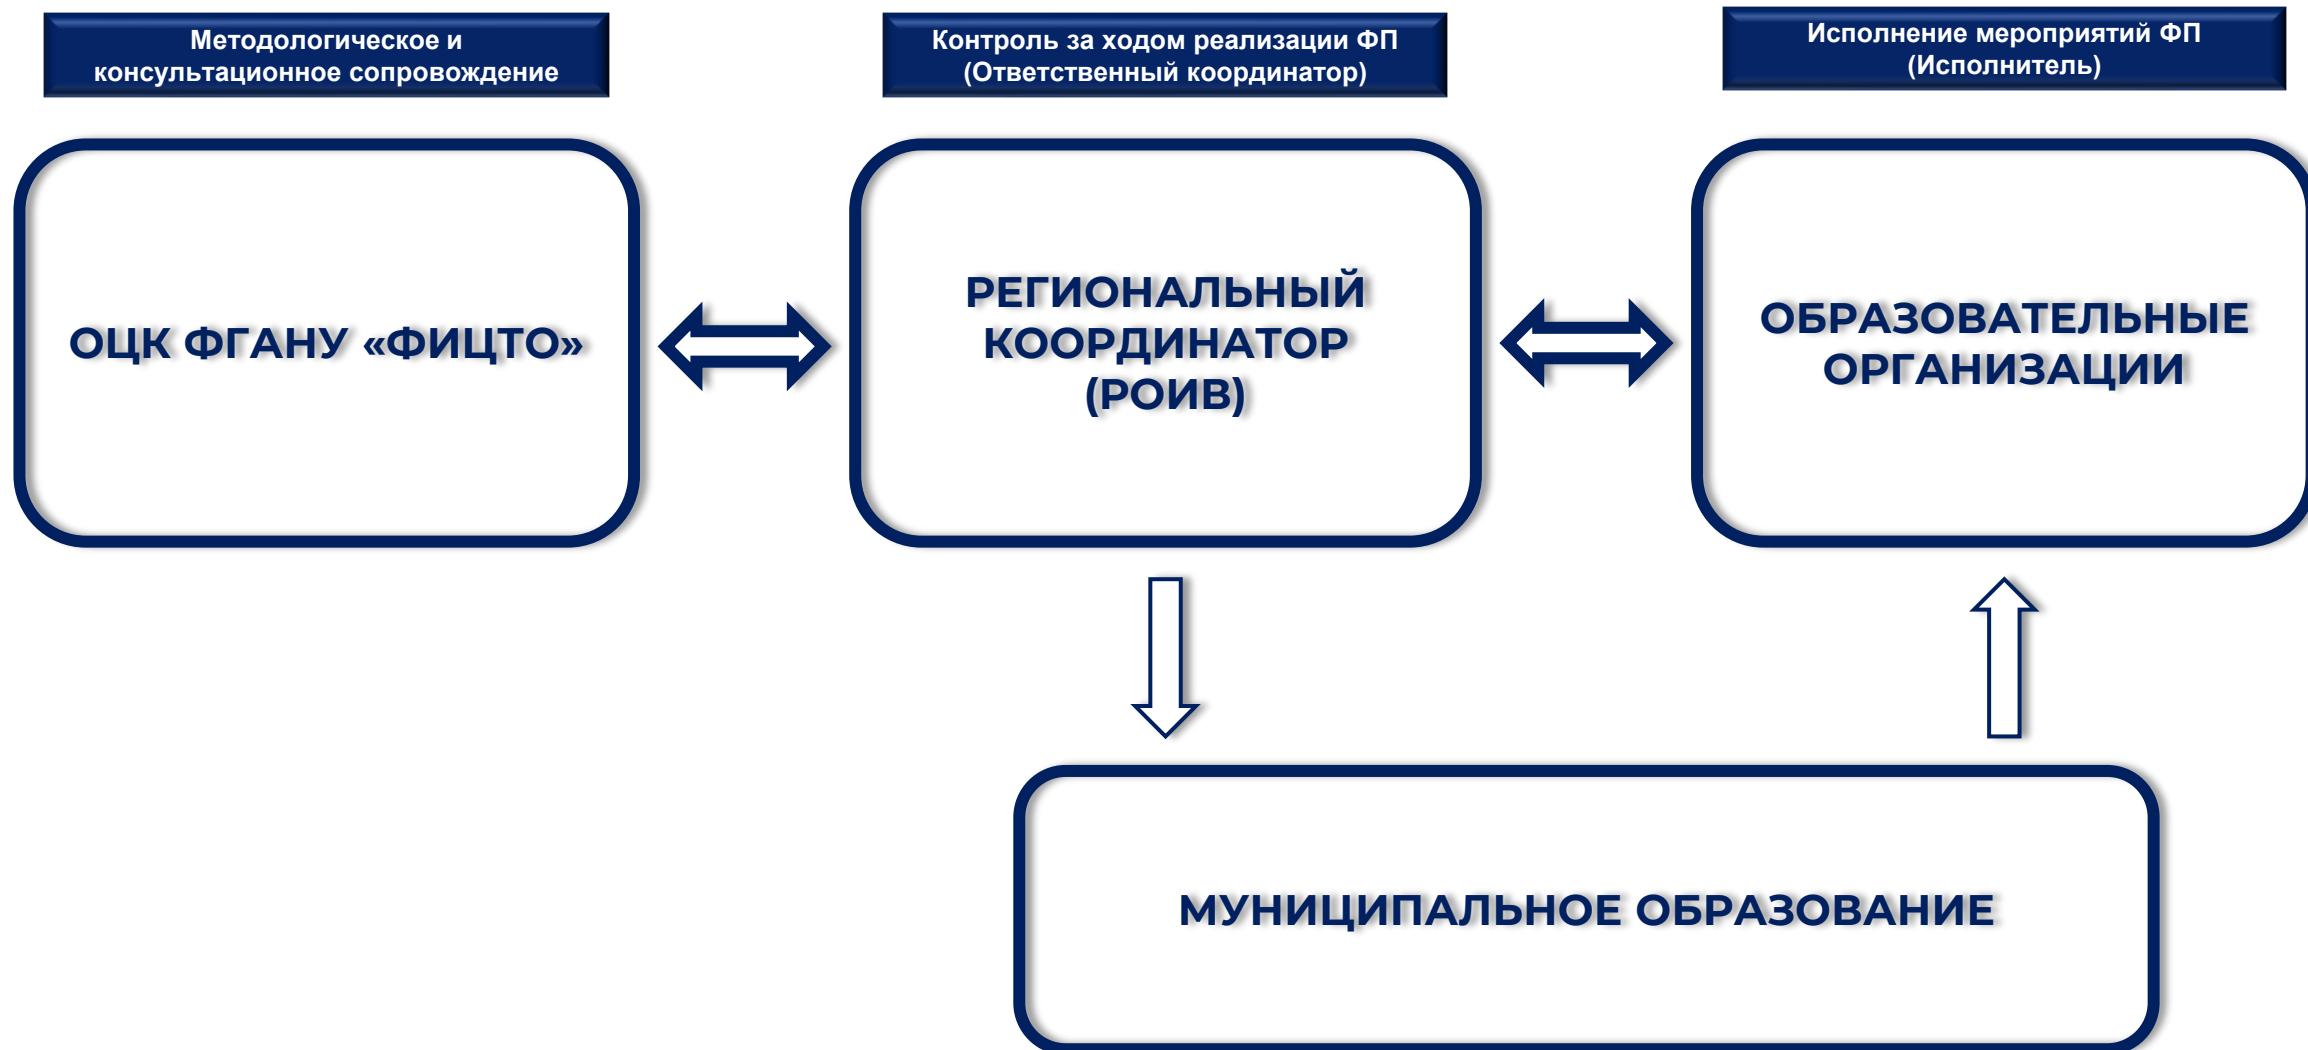 Методологическое и
консультационное сопровождение
Контроль за ходом реализации ФП
(Ответственный координатор)
Исполнение мероприятий ФП
(Исполнитель)
ОЦК ФГАНУ «ФИЦТО»
РЕГИОНАЛЬНЫЙ
КООРДИНАТОР
(РОИВ)
ОБРАЗОВАТЕЛЬНЫЕ
ОРГАНИЗАЦИИ
МУНИЦИПАЛЬНОЕ ОБРАЗОВАНИЕ